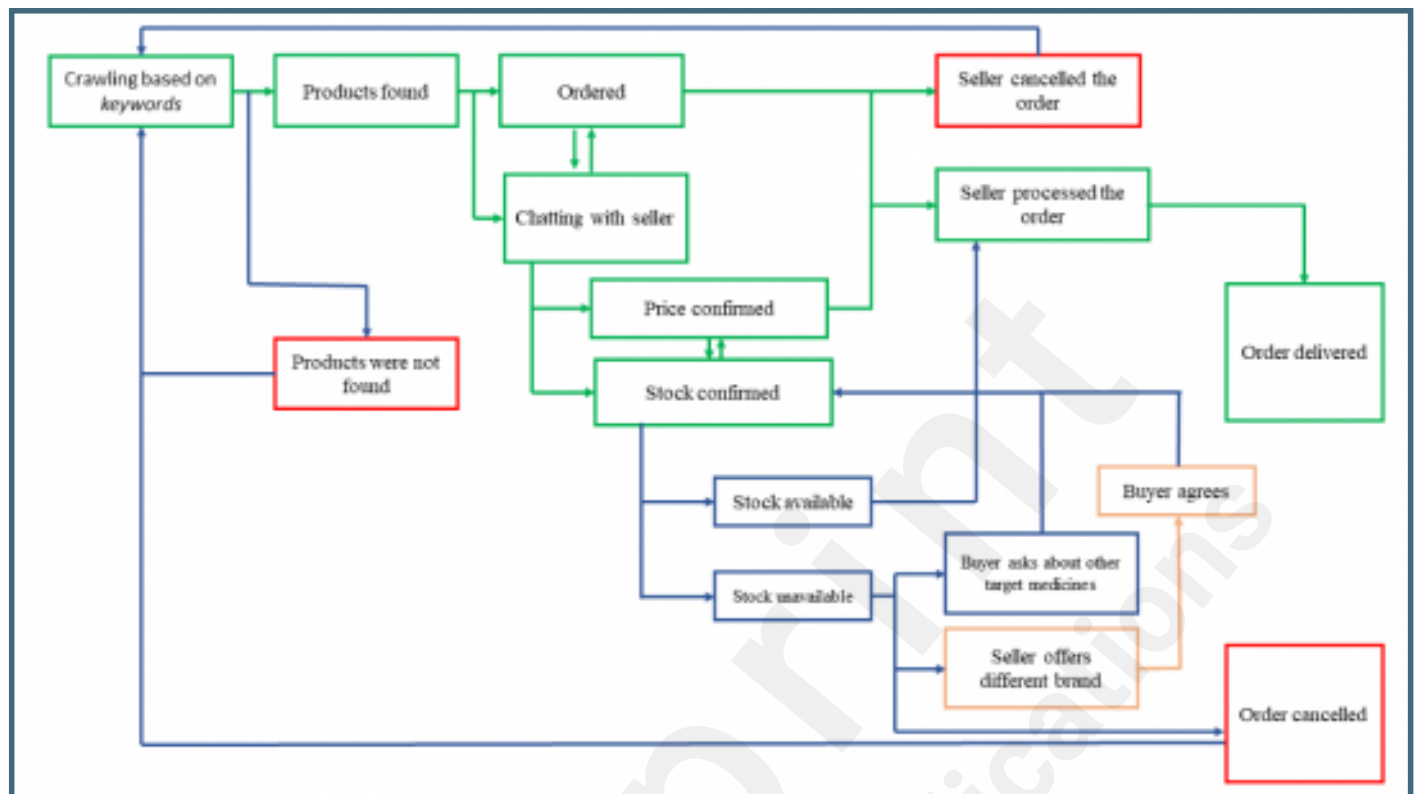 Crawling based on
keywords
Products found
Ordered
Seller cancelled the
order
Chatting with seller
Seller processed the
order
Price confirmed
Order delivered
Products were not
found
Stock confirmed
Stock available
Buyer agrees
Buyer asks about other
target medicines
Stock unavailable
Seller offers
different brand
Order cancelled
print
ications